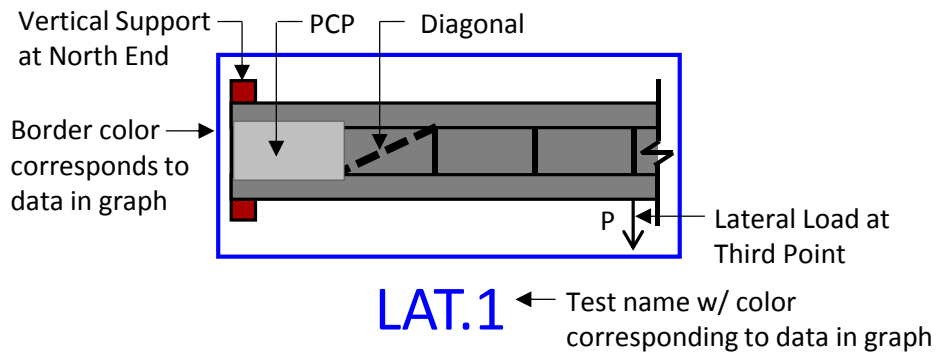 Vertical Support
at North End
PCP
Diagonal
Border color
corresponds to
data in graph
P
Lateral Load at
Third Point
LAT.1
Test name w/ color
corresponding to data in graph